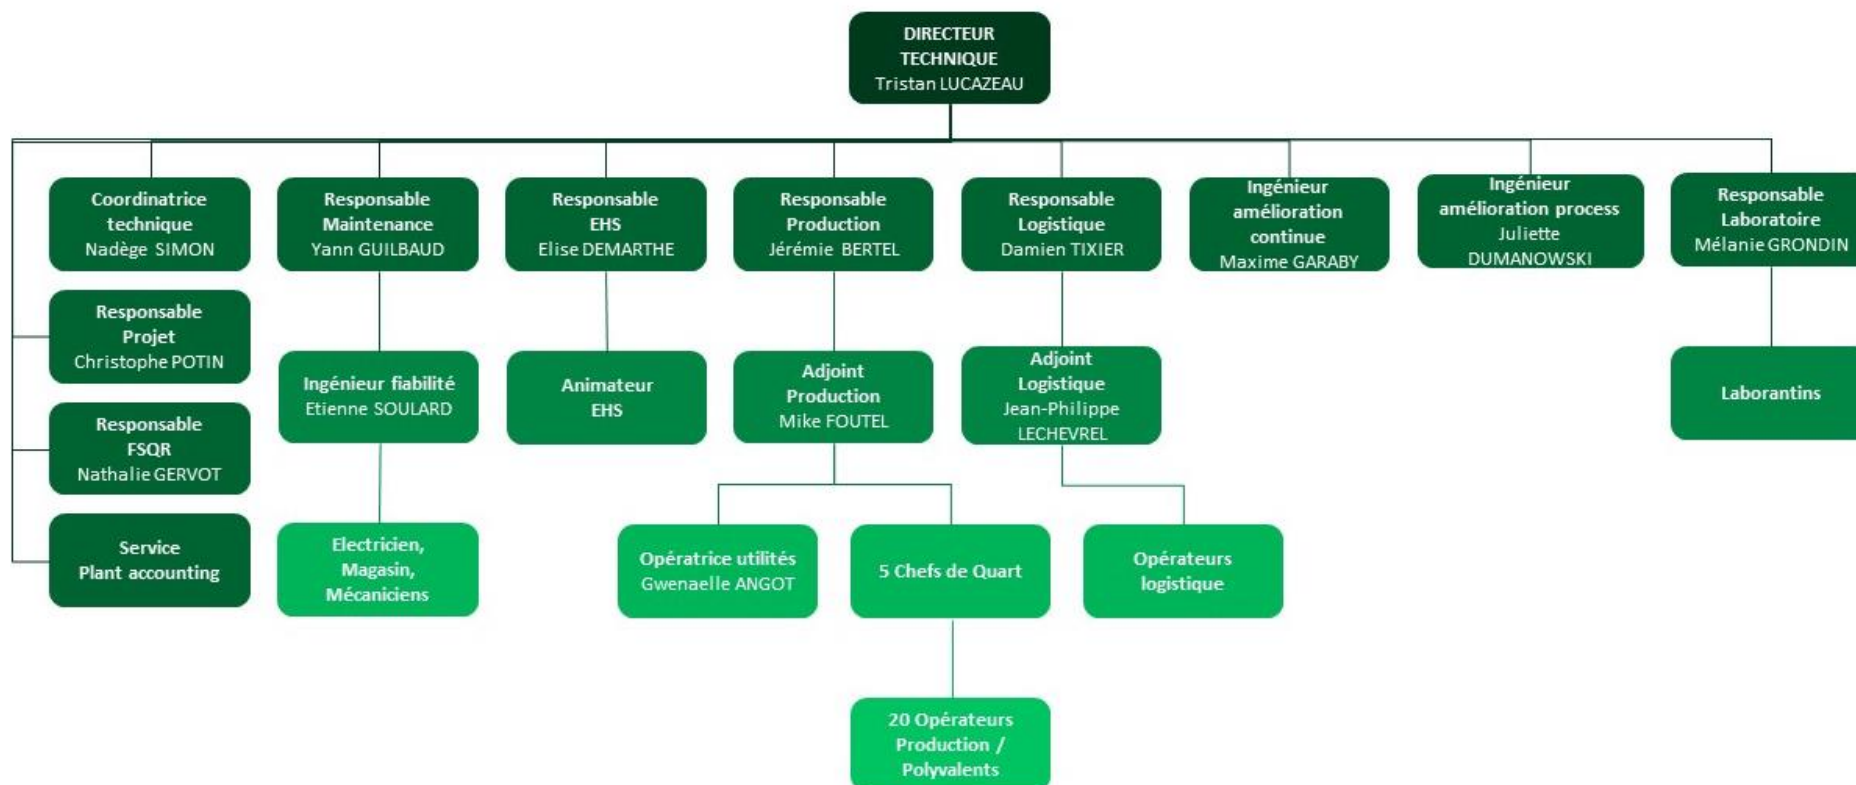 DIRECTEUR
TECHNIQUE
Tristan LUCAZEAU
Coordinatrice
technique
Nadège SIMON
Responsable
Maintenance
Yann GUILBAUD
Responsable
EHS
Elise DEMARTHE
Responsable
Production
Jérémie BERTEL
Responsable
Logistique
Damien TIXIER
Ingénieur
amélioration
continue
Maxime GARABY
Ingénieur
amélioration process
Juliette
DUMANOWSKI
Responsable
Laboratoire
Mélanie GRONDIN
Responsable
Projet
Christophe POTIN
Ingénieur fiabilité
Etienne SOULARD
Animateur
EHS
Adjoint
Production
Mike FOUTEL
Adjoint
Logistique
Jean-Philippe
LECHEVREL
Laborantins
Responsable
FSQR
Nathalie GERVOT
Service
Plant accounting
Electricien,
Magasin,
Mécaniciens
Opératrice utilités
Gwenaelle ANGOT
5 Chefs de Quart
Opérateurs
logistique
20 Opérateurs
Production /
Polyvalents